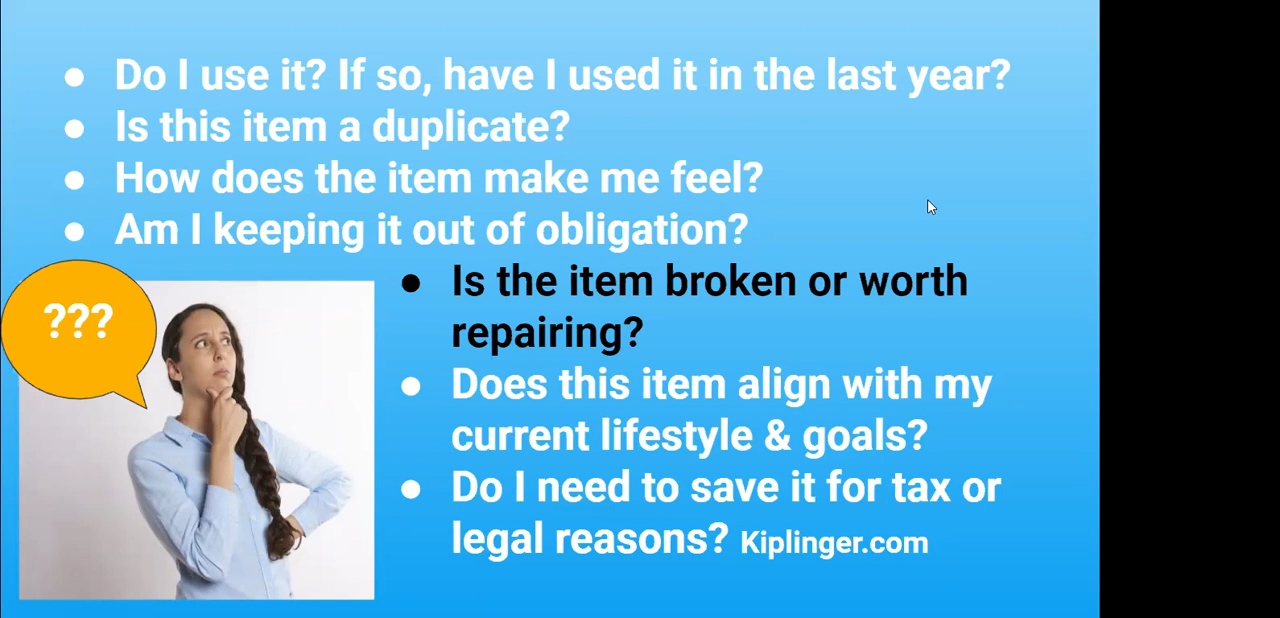 ● Do I use it? If so, have I used it in the last year?
● Is this item a duplicate?
● How does the item make me feel?
● Am I keeping it out of obligation?
???
● Is the item broken or worth
repairing?
● Does this item align with my
current lifestyle & goals?
● Do I need to save it for tax or
legal reasons? Kiplinger.com